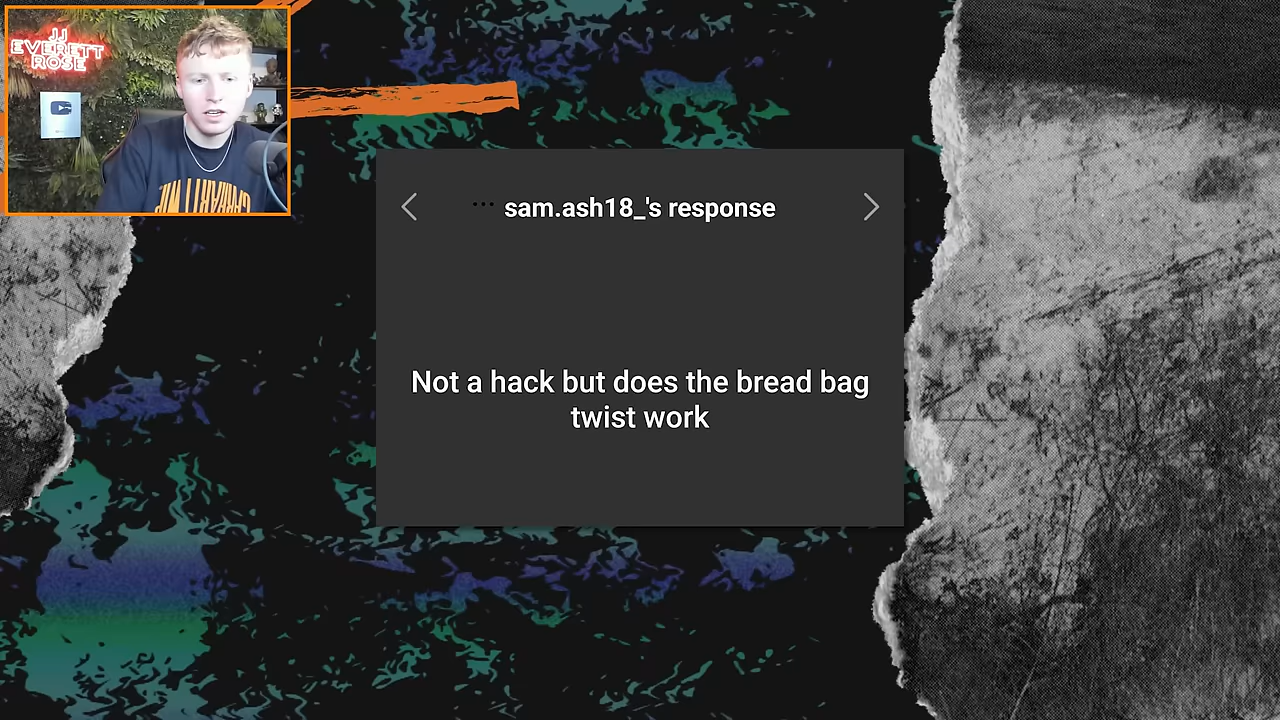 JJ
EVERETT
ROSE
sam.ash18_'s response
Not a hack but does the bread bag
twist work